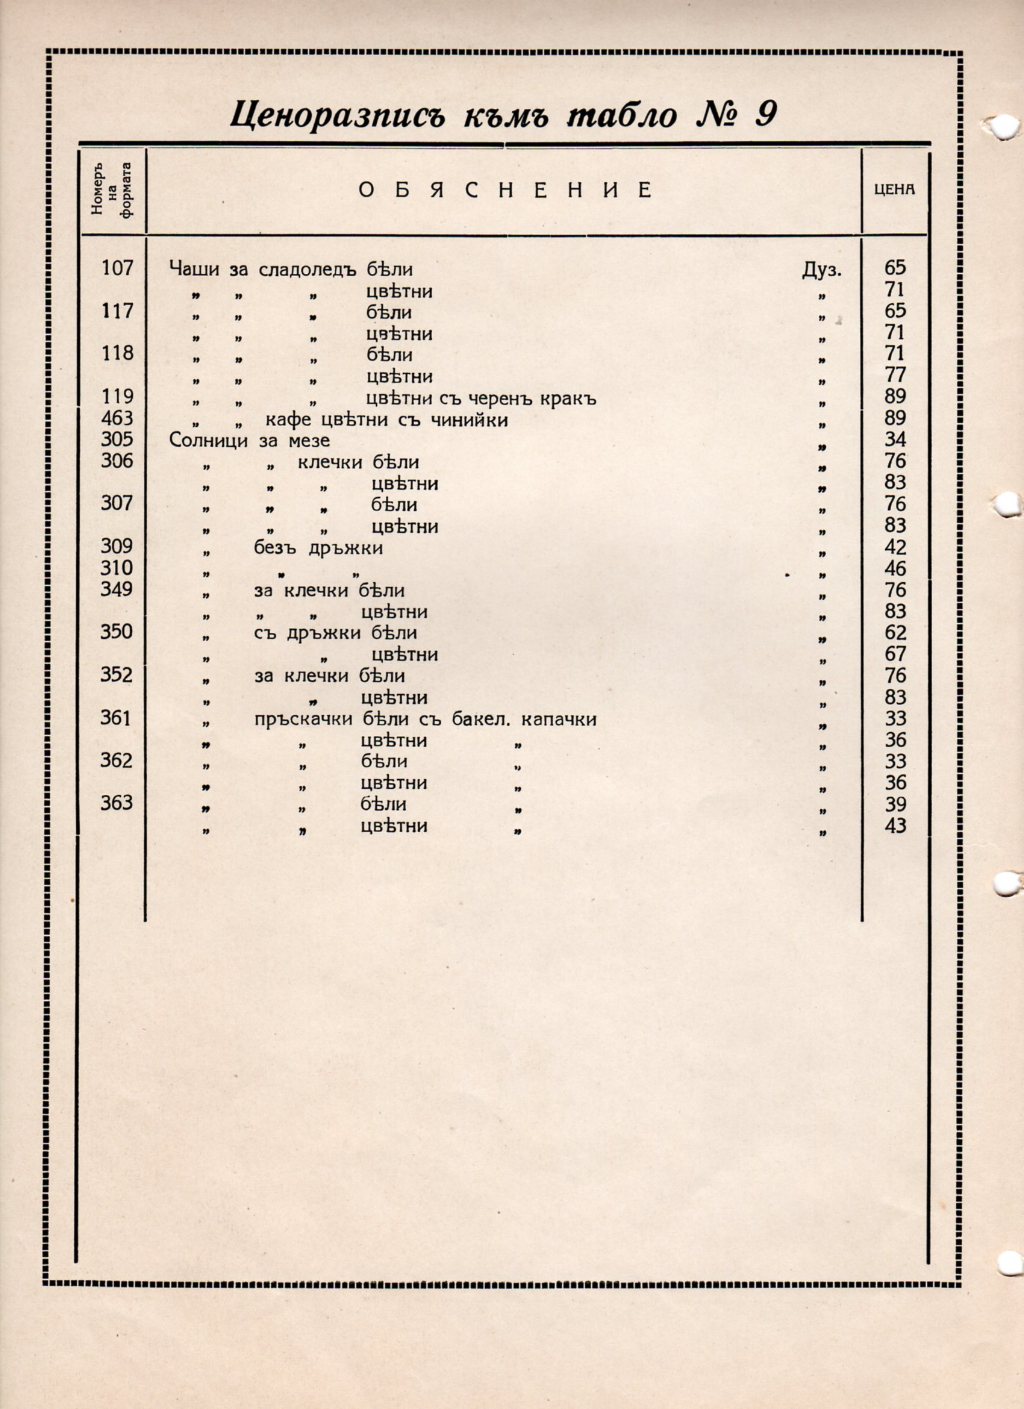 Ценоразписъ къмъ табло № 9
Номеръ на формата ОБЯСНЕНИЕ ЦЕНА
107 Чаши за сладоледъ бѣли Дуз. 65
„ „ „ цвѣтни „ 71
117 „ „ „ бѣли „ 65
„ „ „ цвѣтни „ 71
118 „ „ „ бѣли „ 71
„ „ „ цвѣтни „ 77
119 „ „ „ цвѣтни съ черенъ кракъ „ 89
463 „ „ кафе цвѣтни съ чинийки „ 89
305 Солници за мезе „ 34
306 „ „ клечки бѣли „ 76
„ „ „ цвѣтни „ 83
307 „ „ „ бѣли „ 76
„ „ „ цвѣтни „ 83
309 „ безъ дръжки „ 42
310 „ „ „ „ 46
349 „ за клечки бѣли „ 76
„ „ „ цвѣтни „ 83
350 „ съ дръжки бѣли „ 62
„ „ цвѣтни „ 67
352 „ за клечки бѣли „ 76
„ „ цвѣтни „ 83
361 „ пръскачки бѣли съ бакел. капачки „ 33
„ „ цвѣтни „ „ 36
362 „ „ бѣли „ „ 33
„ „ цвѣтни „ „ 36
363 „ „ бѣли „ „ 39
„ „ цвѣтни „ „ 43